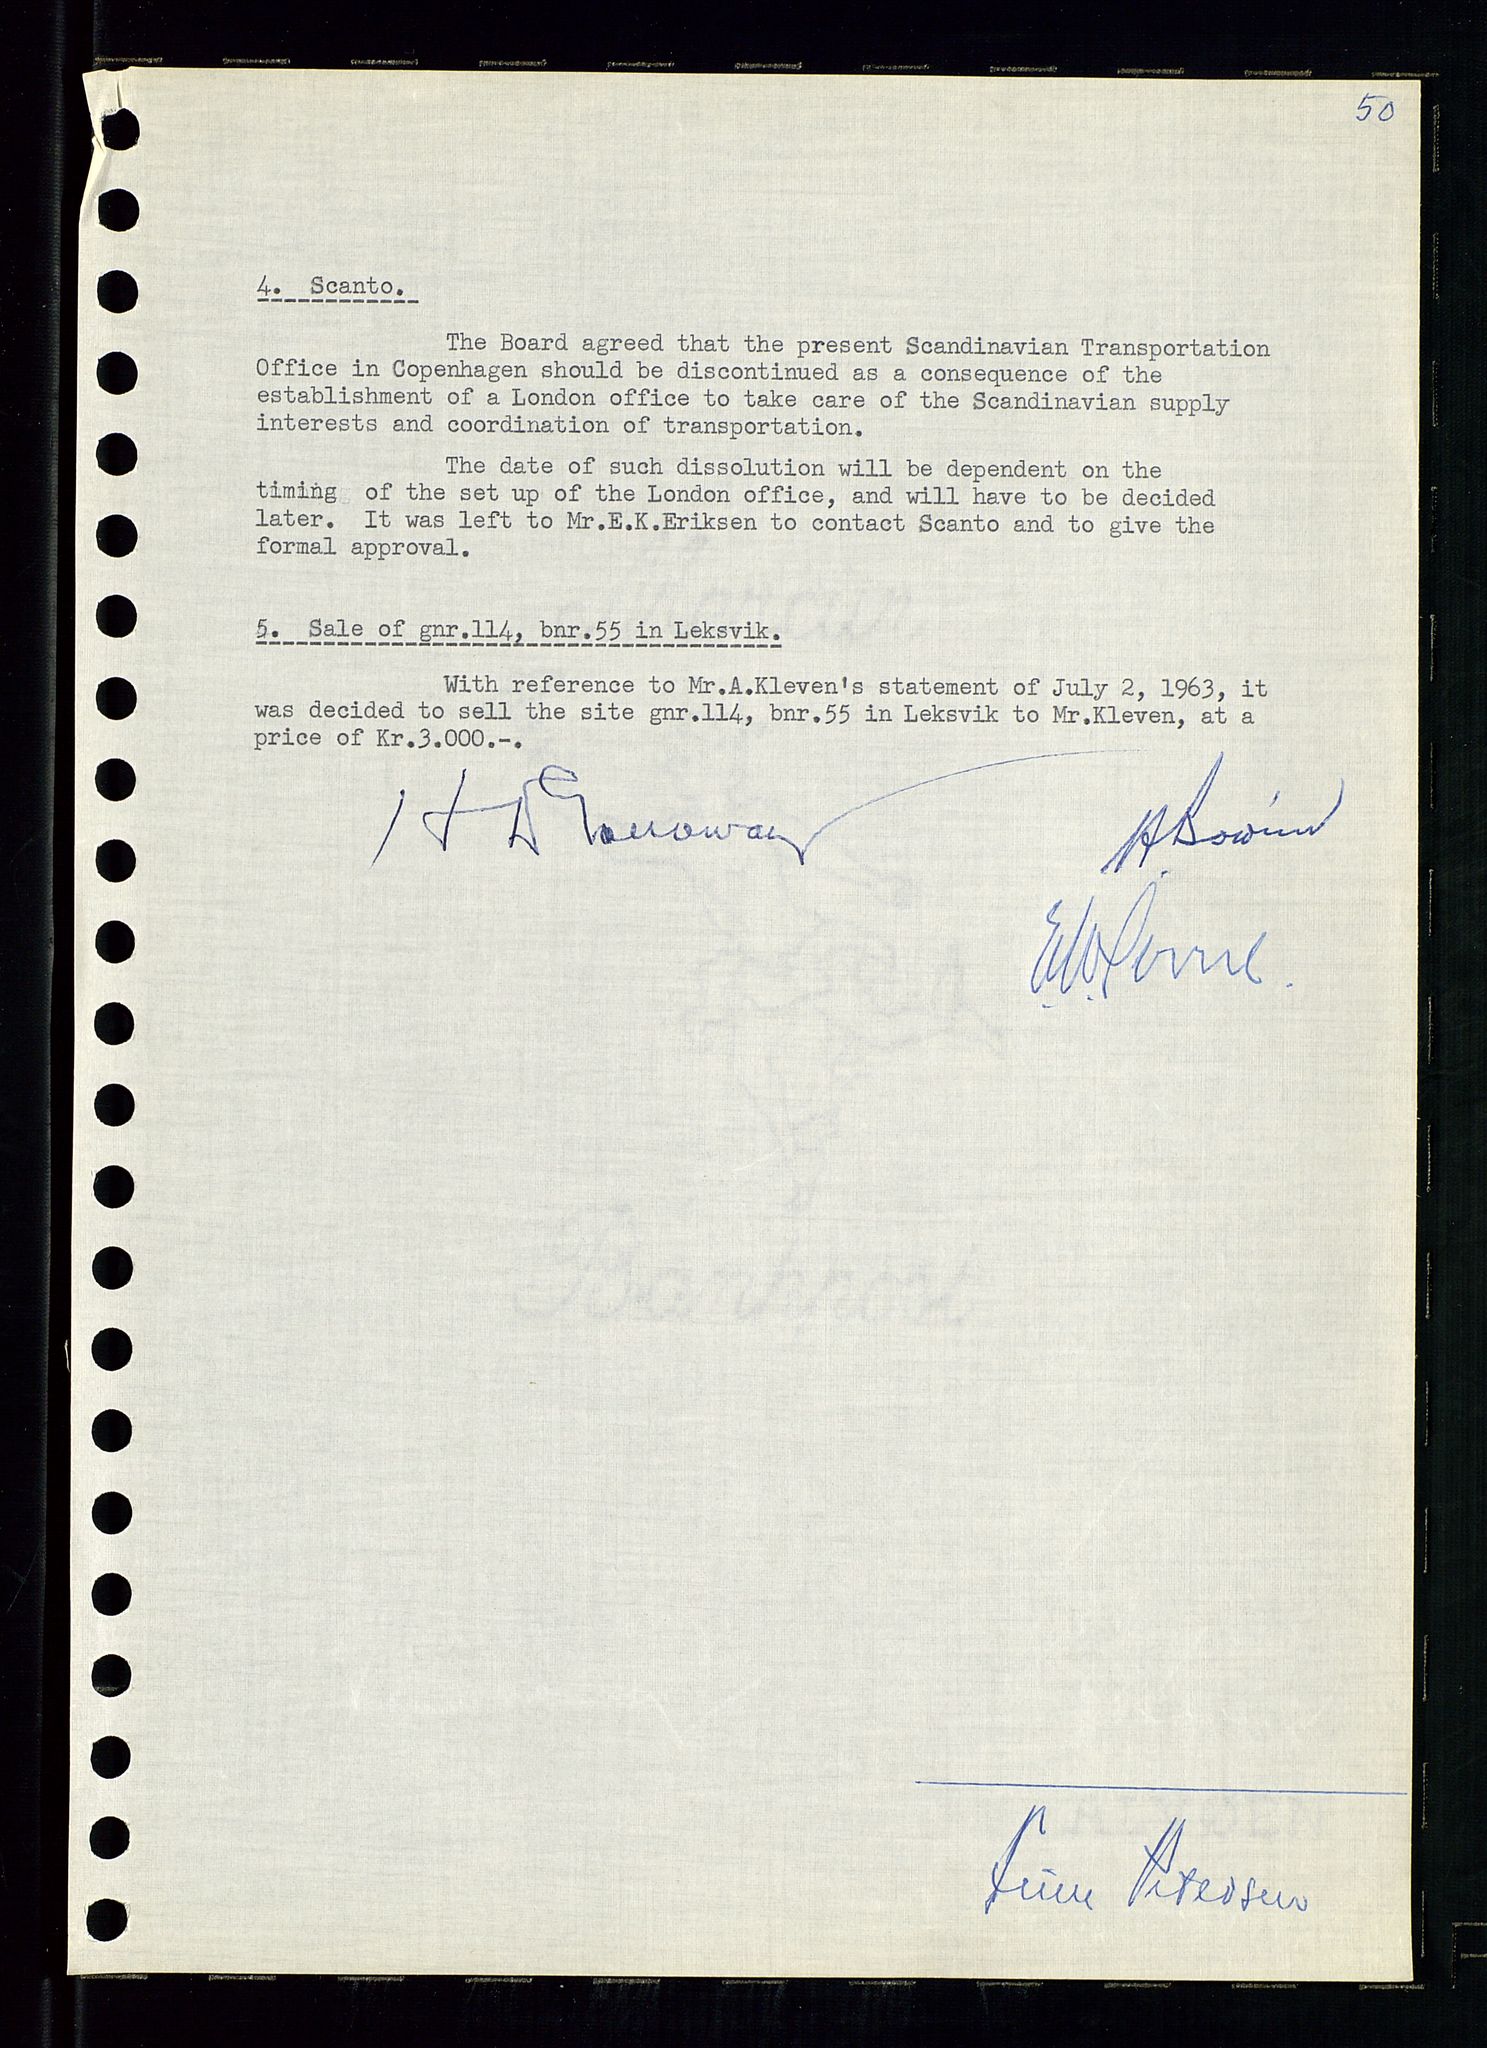 50
4. Scanto.
The Board agreed that the present Scandinavian Transportation
Office in Copenhagen should be discontinued as a consequence of the
establishment of a London office to take care of the Scandinavian supply
interests and coordination of transportation.
The date of such dissolution will be dependent on the
timing of the set up of the London office, and will have to be decided
later. It was left to Mr.E.K.Eriksen to contact Scanto and to give the
formal approval.
5. Sale of gnr.114, bnr.55 in Leksvik.
With reference to Mr.A.Kleven's statement of July 2, 1963, it
was decided to sell the site gnr.114, bnr.55 in Leksvik to Mr.Kleven, at a
price of Kr.3.000.-.